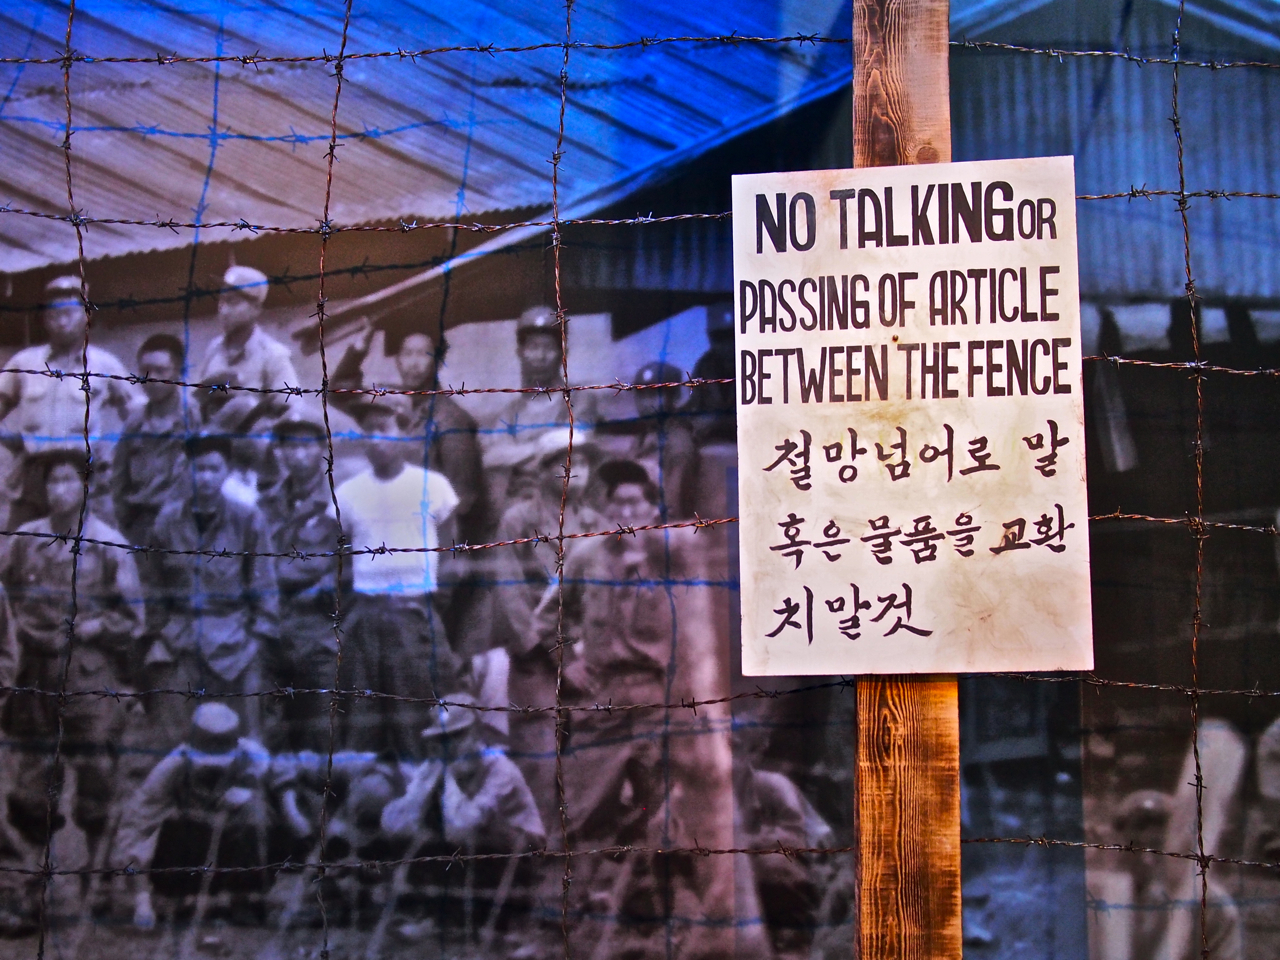 NO TALKING OR
PASSING OF ARTICLE
BETWEEN THE FENCE
철망넘어로 말
혹은 물품을 교환
치말것